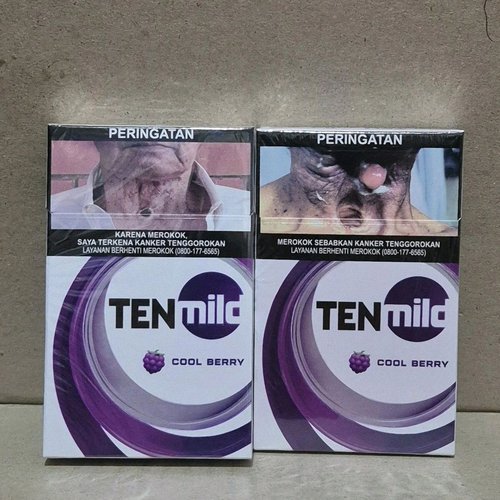 PERINGATAN
KARENA MEROKOK,
SAYA TERKENA KANKER TENGGOROKAN
LAYANAN BERHENTI MEROKOK (0800-177-6565)
TEN mild
COOL BERRY
PERINGATAN
MEROKOK SEBABKAN KANKER TENGGOROKAN
LAYANAN BERHENTI MEROKOK (0800-177-6565)
TEN mild
COOL BERRY